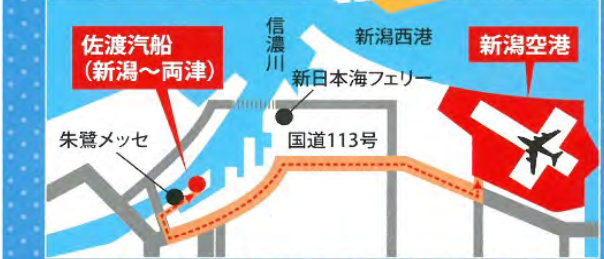 佐渡汽船
(新潟～両津)
信濃川
新潟西港
新潟空港
新日本海フェリー
朱鷺メッセ
国道113号